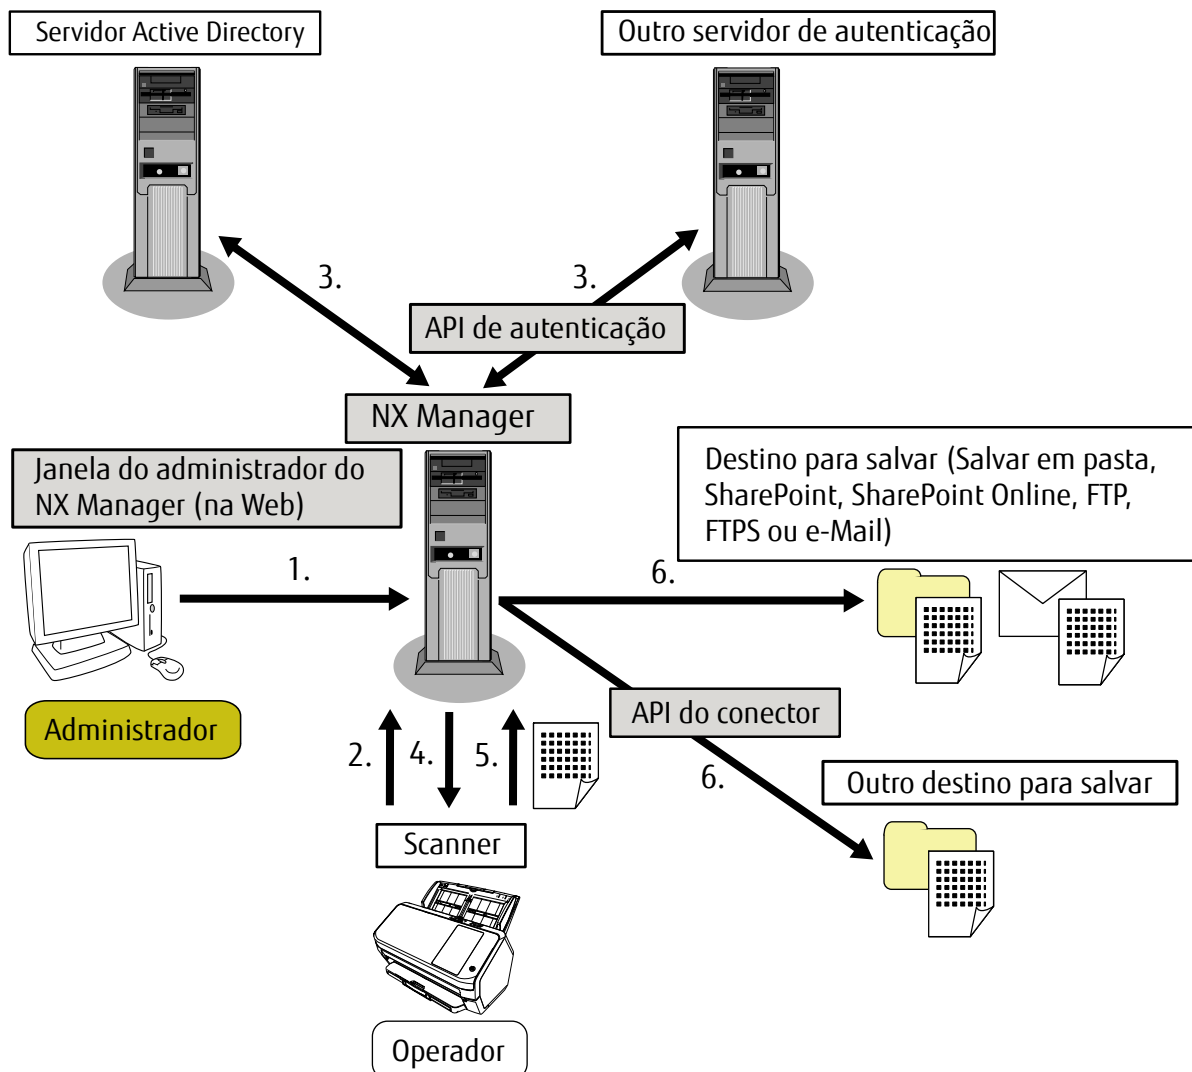 Servidor Active Directory
Outro servidor de autenticação
3.
3.
API de autenticação
NX Manager
Janela do administrador do
NX Manager (na Web)
Destino para salvar (Salvar em pasta,
SharePoint, SharePoint Online, FTP,
FTPS ou e-Mail)
1.
6.
Administrador
API do conector
2.
4.
5.
6.
Outro destino para salvar
Scanner
Operador